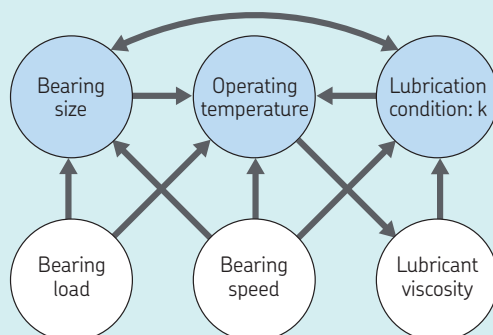 Bearing
size
Operating
temperature
Lubrication
condition: k
Bearing
load
Bearing
speed
Lubricant
viscosity